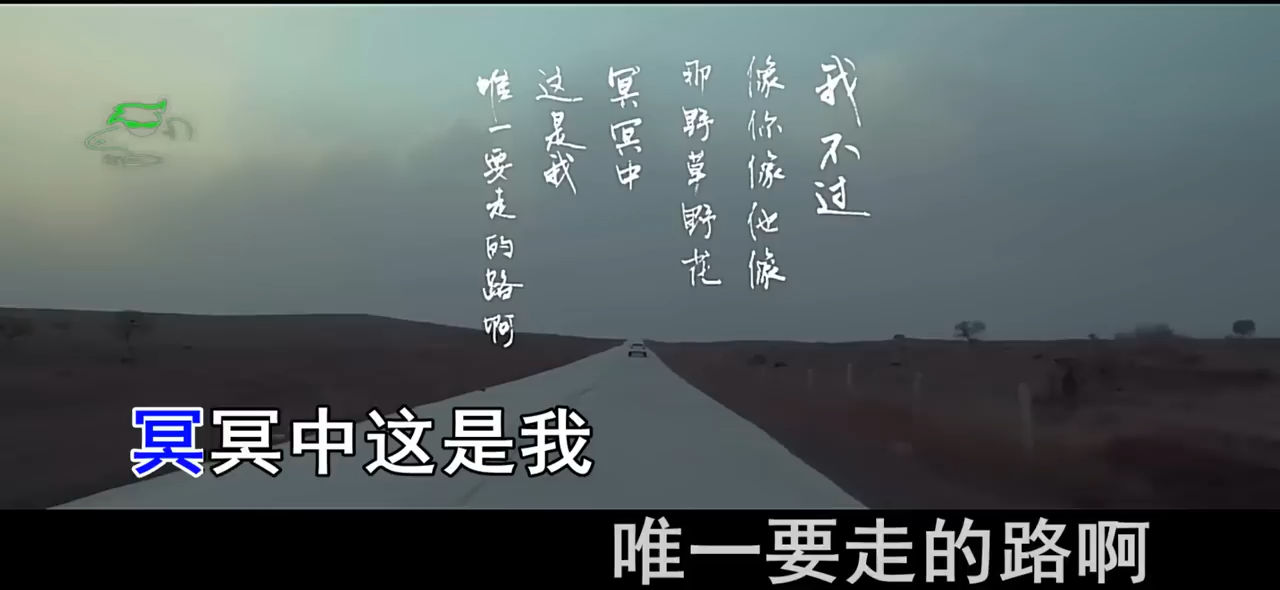 我不过
像你像他像
那野草野花
冥冥中
这是我
唯一要走的路啊
冥冥中这是我
唯一要走的路啊